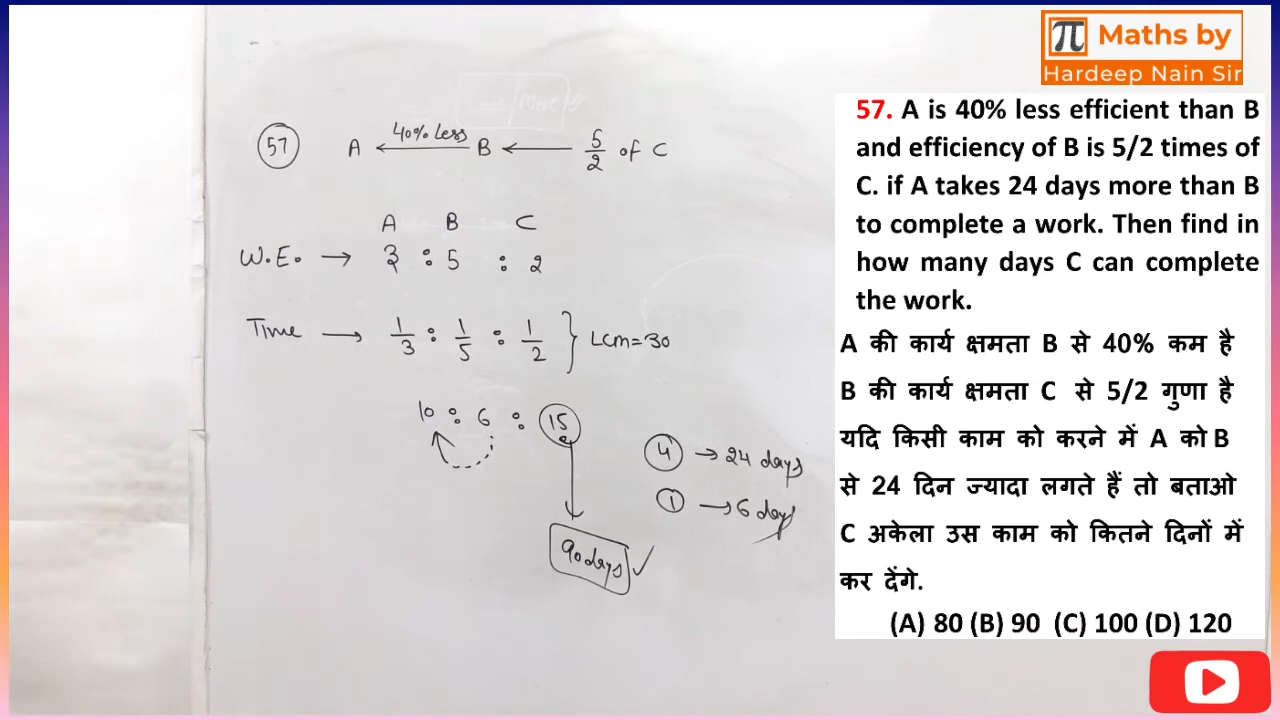 π Maths by
Hardeep Nain Sir
57 A ← 40% Less B ← 5/2 of C
A B C
W.E. → 3 : 5 : 2
Time → 1/3 : 1/5 : 1/2 } LCM=30
10 : 6 : 15
4 → 24 days
1 → 6 days
90 days ✓
57. A is 40% less efficient than B
and efficiency of B is 5/2 times of
C. if A takes 24 days more than B
to complete a work. Then find in
how many days C can complete
the work.
A की कार्य क्षमता B से 40% कम है
B की कार्य क्षमता C से 5/2 गुणा है
यदि किसी काम को करने में A को B
से 24 दिन ज्यादा लगते हैं तो बताओ
C अकेला उस काम को कितने दिनों में
कर देंगे.
(A) 80 (B) 90 (C) 100 (D) 120